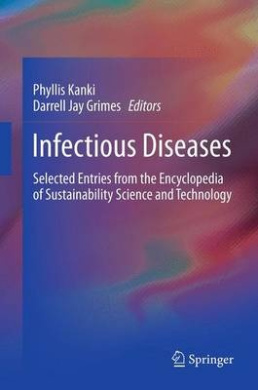 Phyllis Kanki
Darrell Jay Grimes Editors
Infectious Diseases
Selected Entries from the Encyclopedia
of Sustainability Science and Technology
Springer